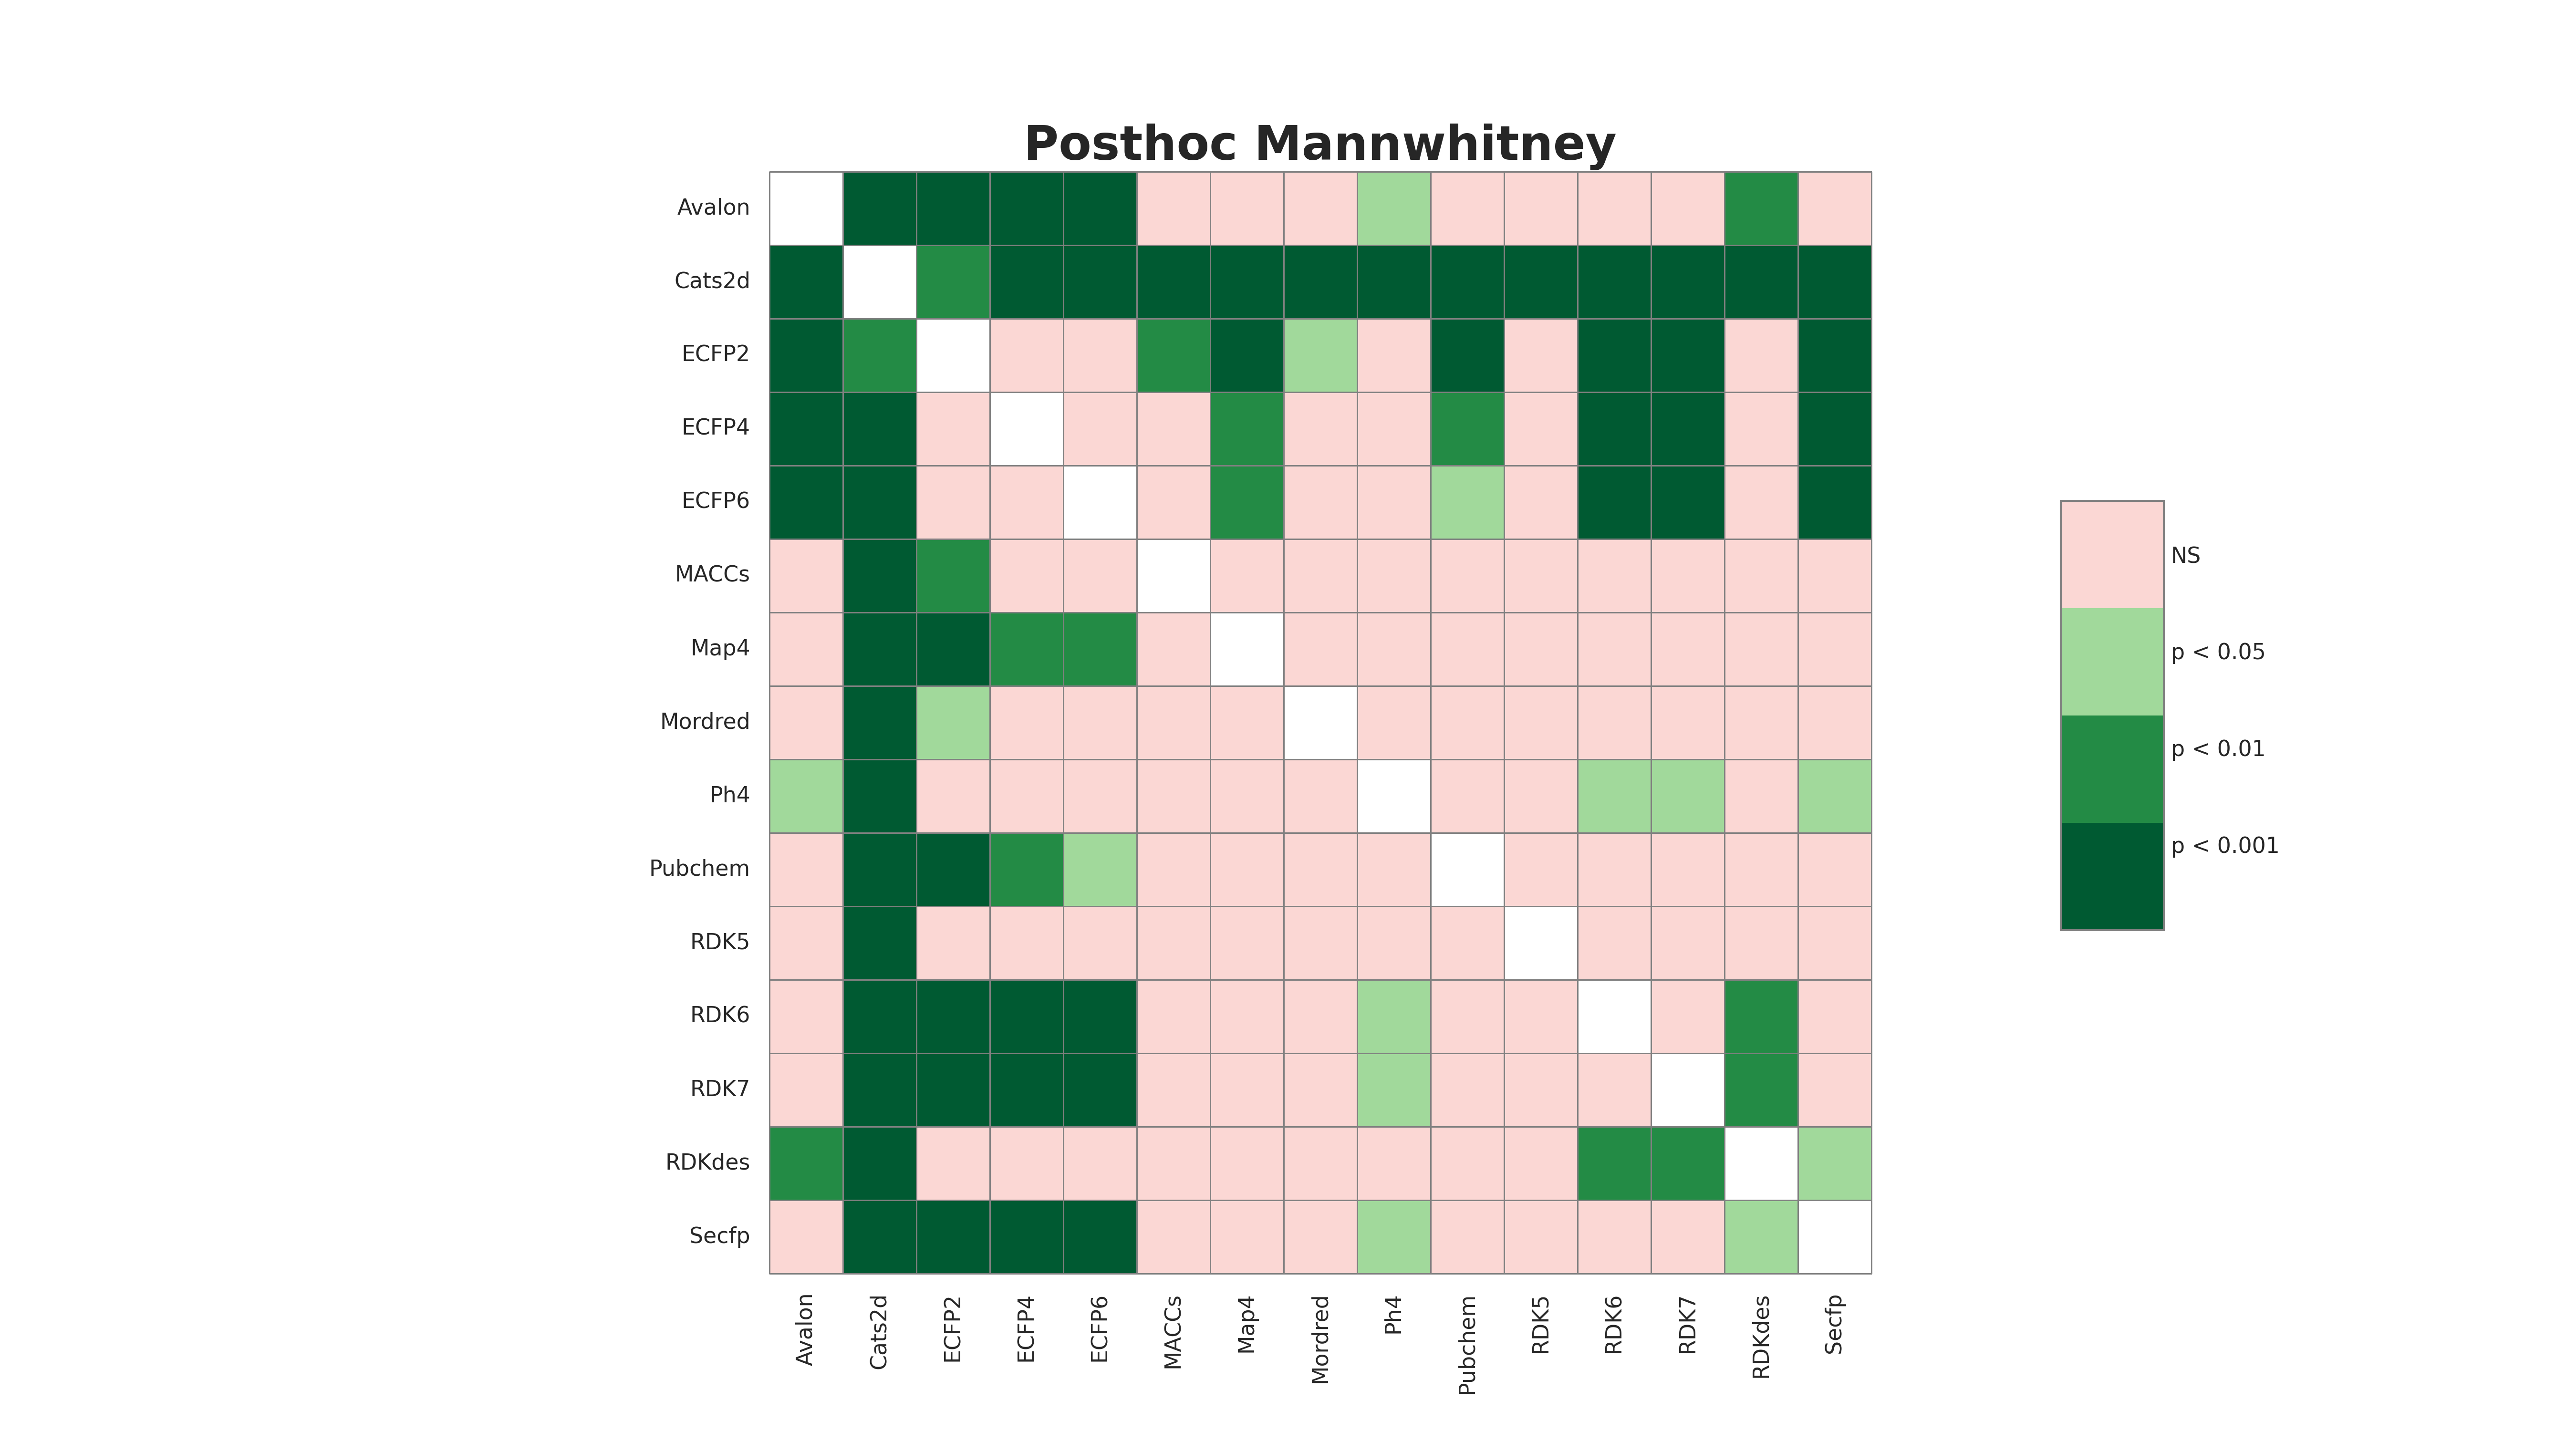 Posthoc Mannwhitney
Avalon
Cats2d
ECFP2
ECFP4
ECFP6
MACCs
Map4
Mordred
Ph4
Pubchem
RDK5
RDK6
RDK7
RDKdes
Secfp
NS
p < 0.05
p < 0.01
p < 0.001
Avalon
Cats2d
ECFP2
ECFP4
ECFP6
MACCs
Map4
Mordred
Ph4
Pubchem
RDK5
RDK6
RDK7
RDKdes
Secfp